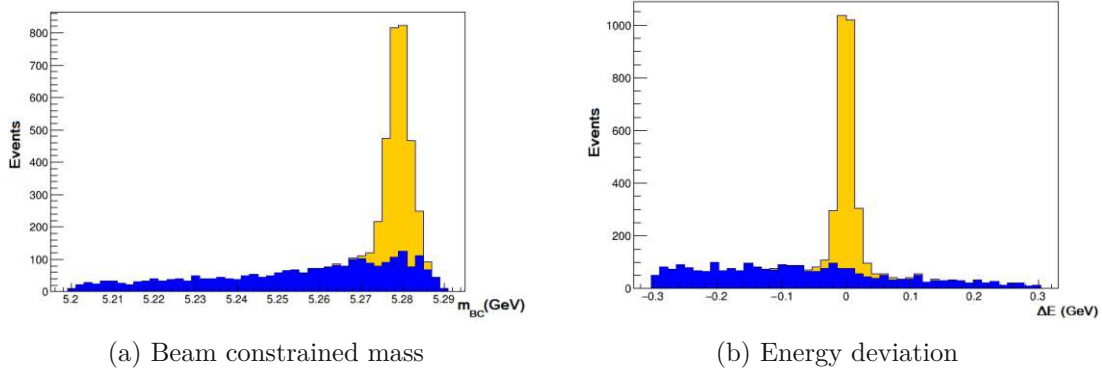 800
700
600
500
400
300
200
100
0
Events
5.2 5.21 5.22 5.23 5.24 5.25 5.26 5.27 5.28 5.29
m_BC(GeV)
(a) Beam constrained mass
1000
800
600
400
200
0
Events
−0.3 −0.2 −0.1 0 0.1 0.2 0.3
ΔE (GeV)
(b) Energy deviation